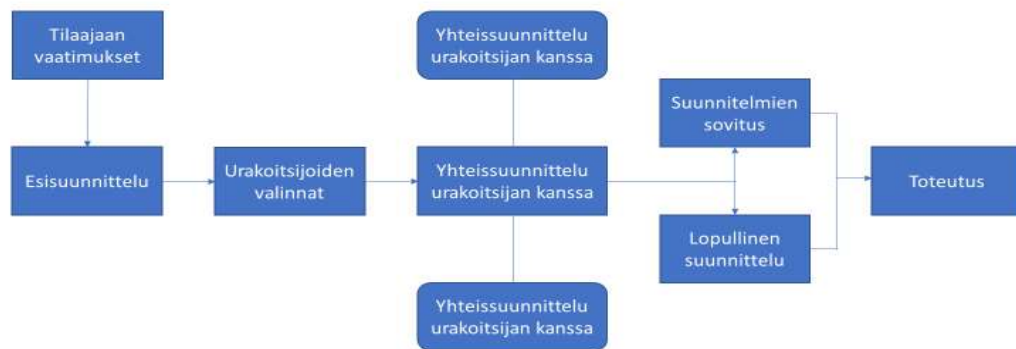 Tilaajaan
vaatimukset
Esisuunnittelu
Urakoitsijoiden
valinnat
Yhteissuunnittelu
urakoitsijan kanssa
Yhteissuunnittelu
urakoitsijan kanssa
Yhteissuunnittelu
urakoitsijan kanssa
Suunnitelmien
sovitus
Lopullinen
suunnittelu
Toteutus